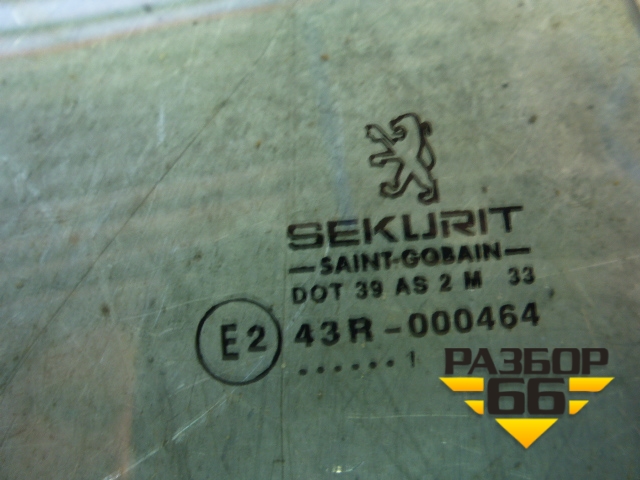 SEKURIT
SAINT-GOBAIN
DOT 39 AS 2 M 33
E2 43R-000464
...... 1
РАЗБОР
66